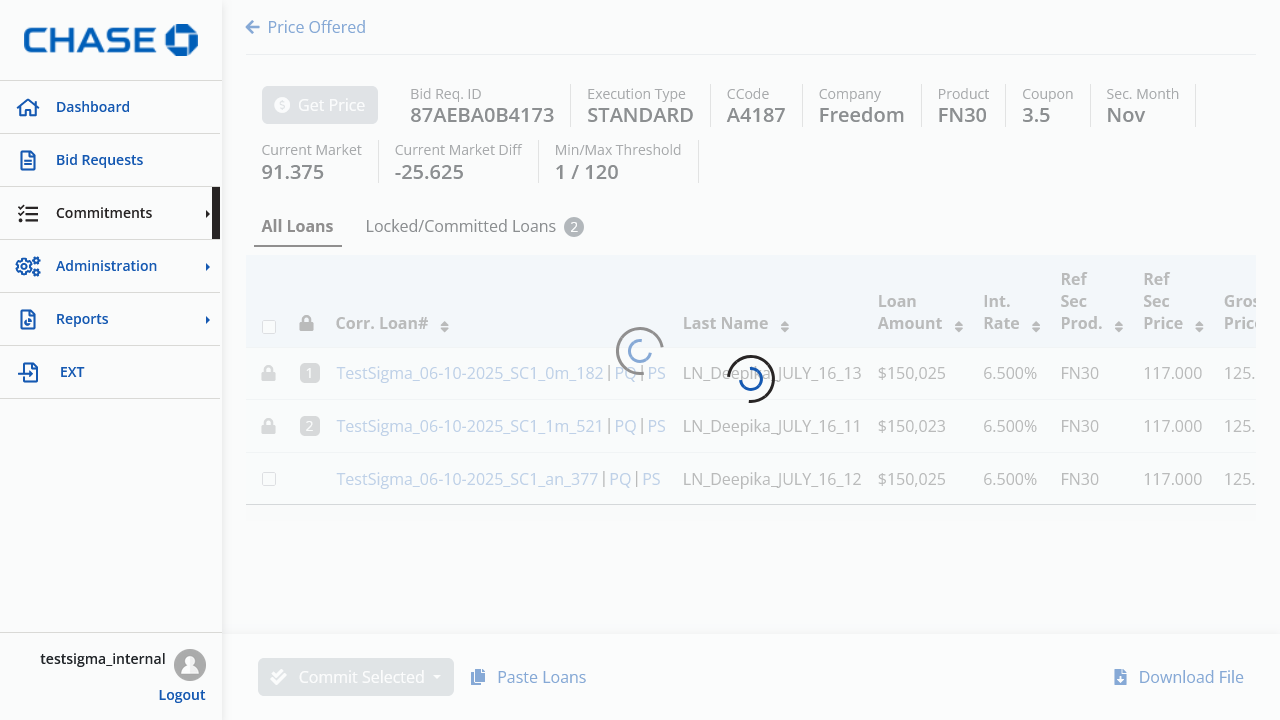 CHASE
Dashboard
Bid Requests
Commitments
Administration
Reports
EXT
testsigma_internal
Logout
Price Offered
Get Price
Bid Req. ID
87AEBA0B4173
Execution Type
STANDARD
CCode
A4187
Company
Freedom
Product
FN30
Coupon
3.5
Sec. Month
Nov
Current Market
91.375
Current Market Diff
-25.625
Min/Max Threshold
1 / 120
All Loans
Locked/Committed Loans 2
Corr. Loan#
Last Name
Loan
Amount
Int.
Rate
Ref
Sec
Prod.
Ref
Sec
Price
1 TestSigma_06-10-2025_SC1_0m_182 | PQ | PS LN_Deepika_JULY_16_13 $150,025 6.500% FN30 117.000 125.
2 TestSigma_06-10-2025_SC1_1m_521 | PQ | PS LN_Deepika_JULY_16_11 $150,023 6.500% FN30 117.000 125.
TestSigma_06-10-2025_SC1_an_377 | PQ | PS LN_Deepika_JULY_16_12 $150,025 6.500% FN30 117.000 125.
Commit Selected
Paste Loans
Download File